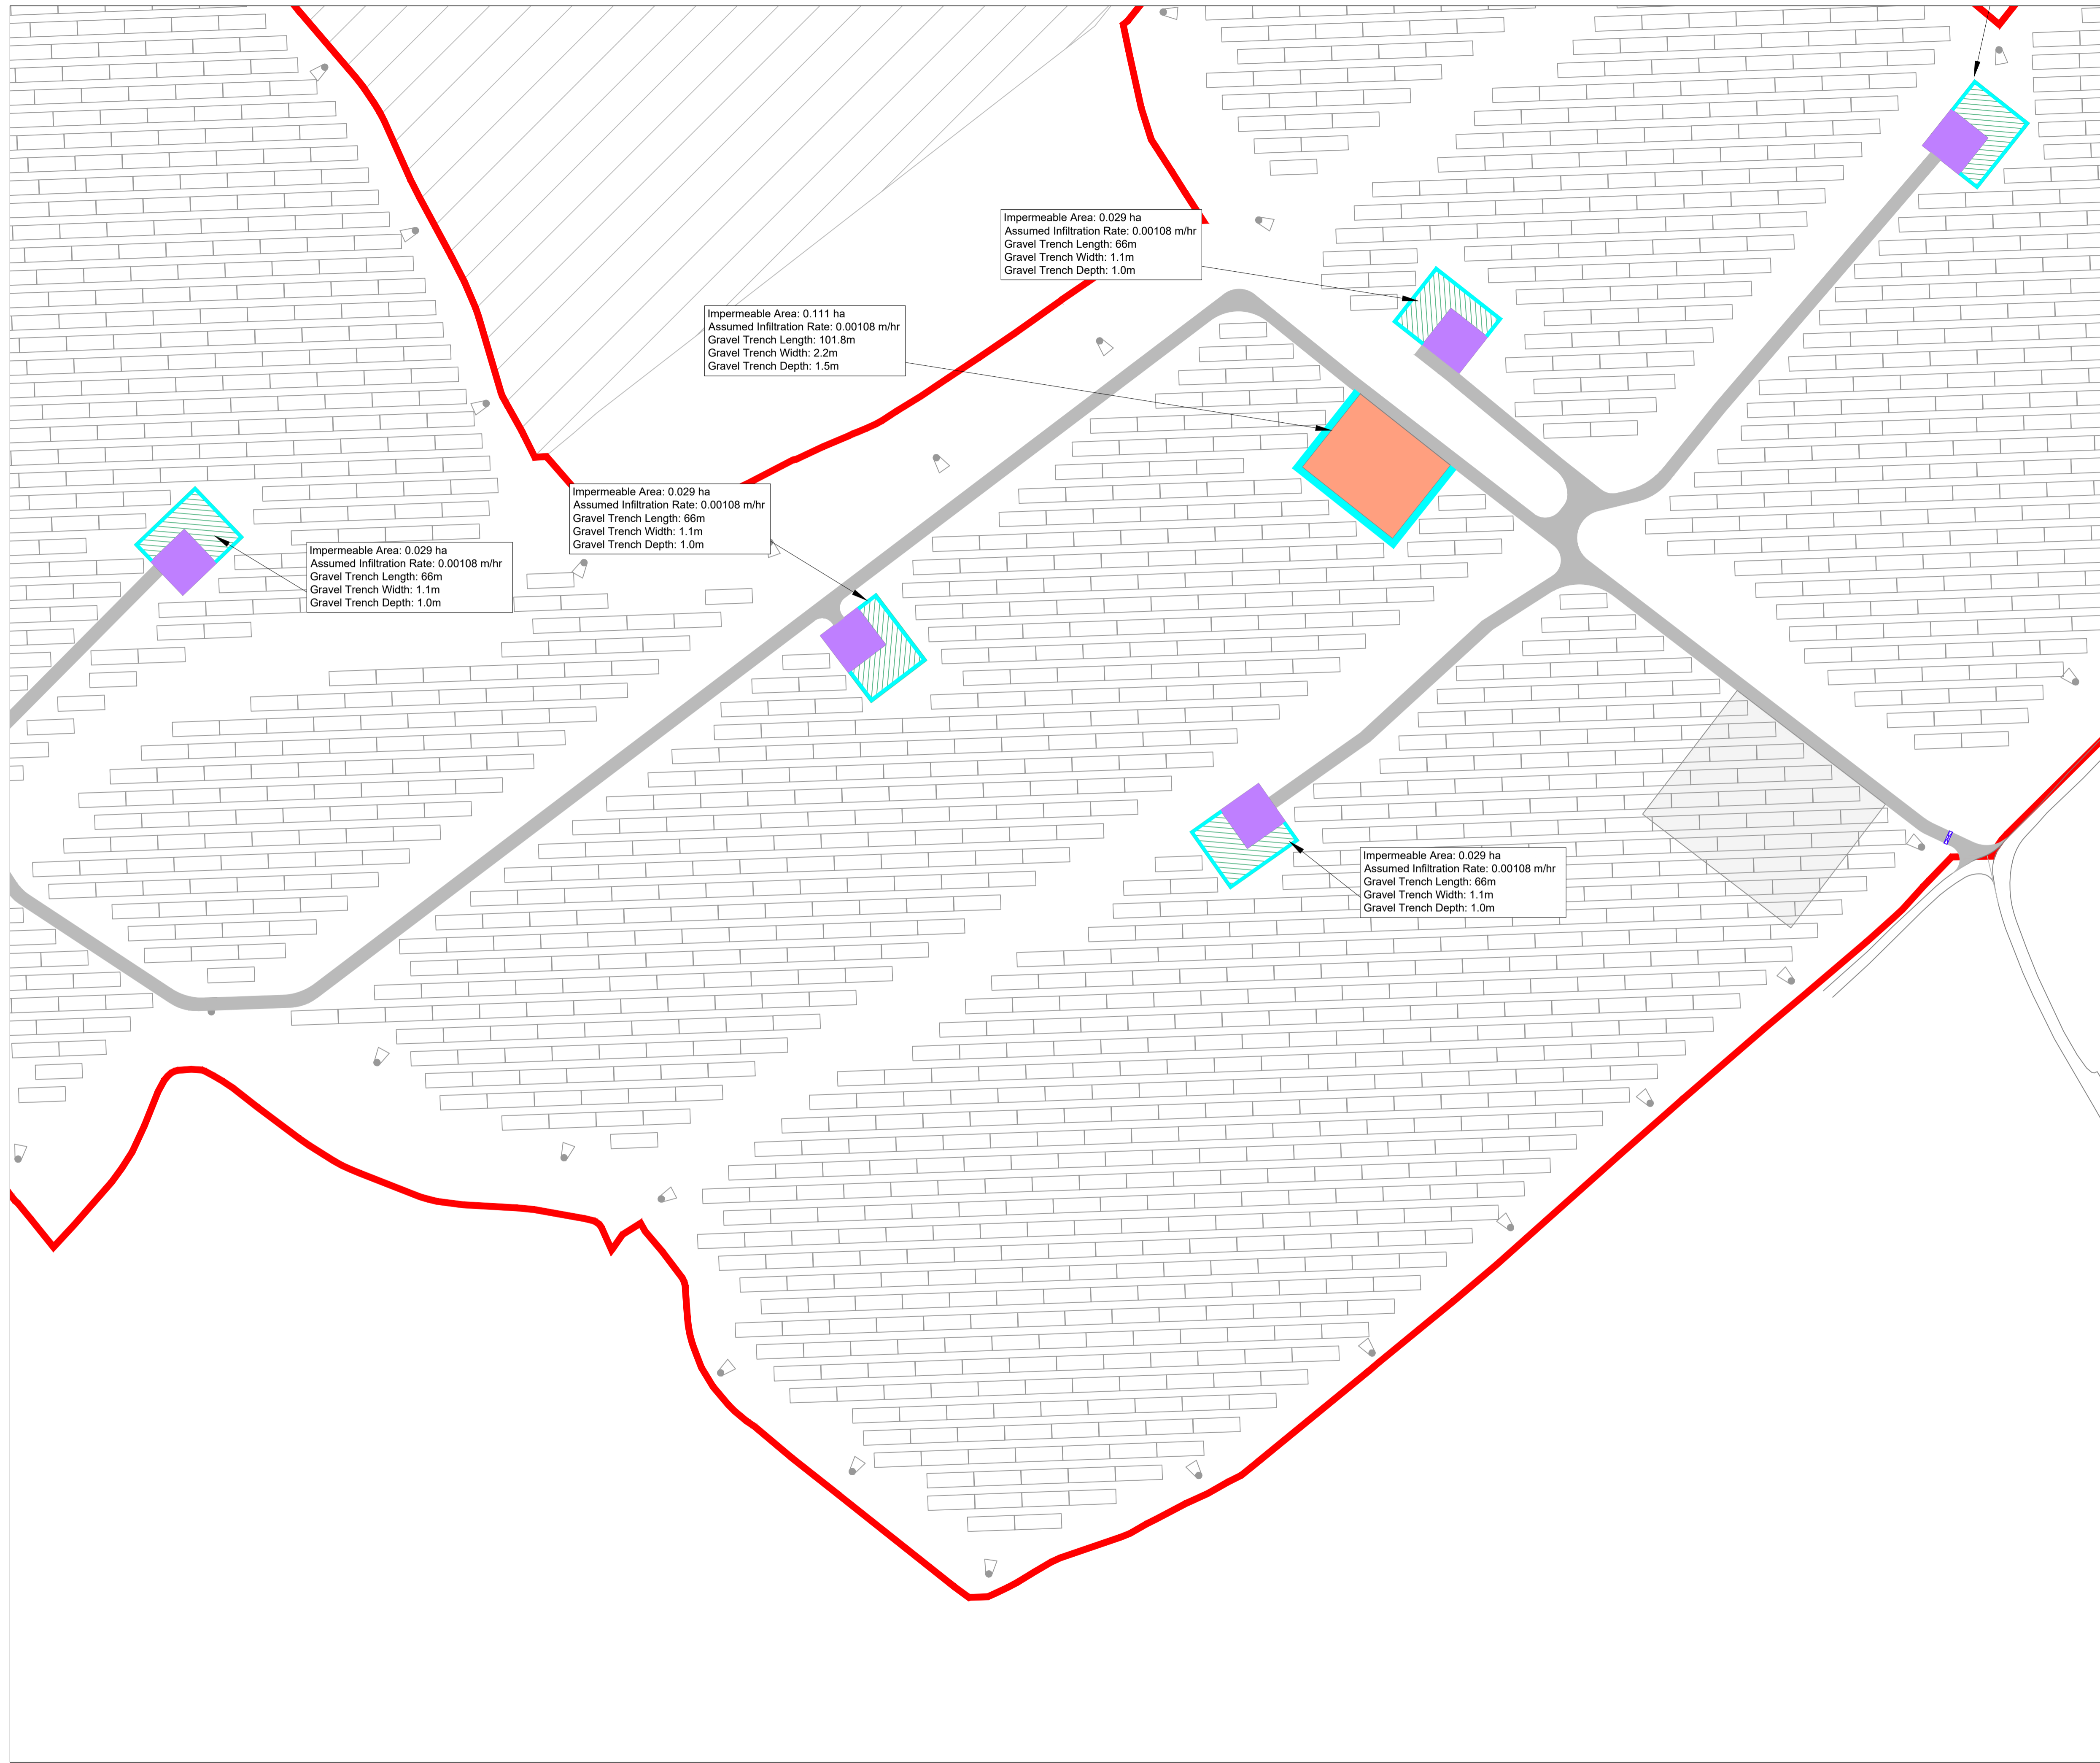 Impermeable Area: 0.029 ha
Assumed Infiltration Rate: 0.00108 m/hr
Gravel Trench Length: 66m
Gravel Trench Width: 1.1m
Gravel Trench Depth: 1.0m
Impermeable Area: 0.111 ha
Assumed Infiltration Rate: 0.00108 m/hr
Gravel Trench Length: 101.8m
Gravel Trench Width: 2.2m
Gravel Trench Depth: 1.5m
Impermeable Area: 0.029 ha
Assumed Infiltration Rate: 0.00108 m/hr
Gravel Trench Length: 66m
Gravel Trench Width: 1.1m
Gravel Trench Depth: 1.0m
Impermeable Area: 0.029 ha
Assumed Infiltration Rate: 0.00108 m/hr
Gravel Trench Length: 66m
Gravel Trench Width: 1.1m
Gravel Trench Depth: 1.0m
Impermeable Area: 0.029 ha
Assumed Infiltration Rate: 0.00108 m/hr
Gravel Trench Length: 66m
Gravel Trench Width: 1.1m
Gravel Trench Depth: 1.0m